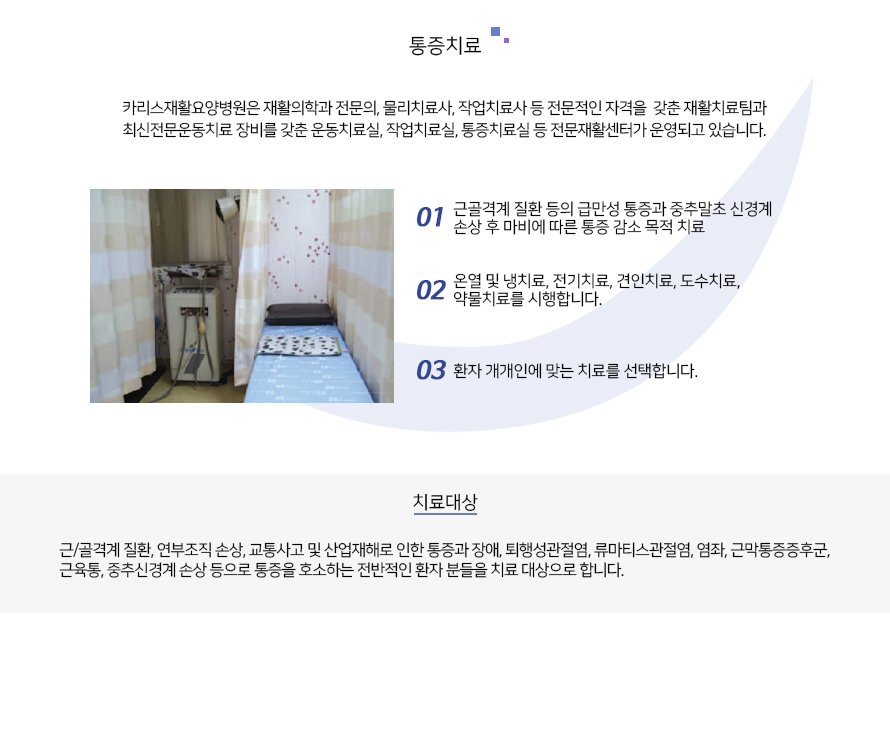 통증치료
카리스재활요양병원은 재활의학과 전문의, 물리치료사, 작업치료사 등 전문적인 자격을 갖춘 재활치료팀과
최신전문운동치료 장비를 갖춘 운동치료실, 작업치료실, 통증치료실 등 전문재활센터가 운영되고 있습니다.
01 근골격계 질환 등의 급만성 통증과 중추말초 신경계
손상 후 마비에 따른 통증 감소 목적 치료
02 온열 및 냉치료, 전기치료, 견인치료, 도수치료,
약물치료를 시행합니다.
03 환자 개개인에 맞는 치료를 선택합니다.
치료대상
근/골격계 질환, 연부조직 손상, 교통사고 및 산업재해로 인한 통증과 장애, 퇴행성관절염, 류마티스관절염, 염좌, 근막통증증후군,
근육통, 중추신경계 손상 등으로 통증을 호소하는 전반적인 환자 분들을 치료 대상으로 합니다.